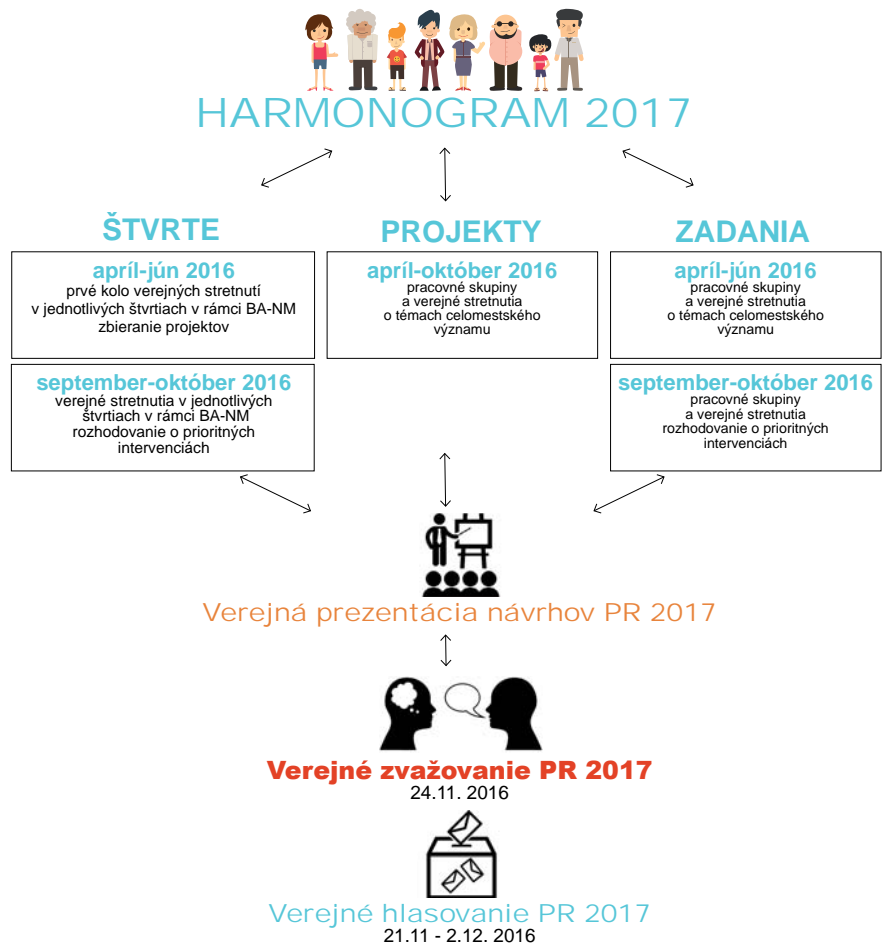 HARMONOGRAM 2017
ŠTVRTE
apríl-jún 2016
prvé kolo verejných stretnutí
v jednotlivých štvrtiach v rámci BA-NM
zbieranie projektov
september-október 2016
verejné stretnutia v jednotlivých
štvrtiach v rámci BA-NM
rozhodovanie o prioritných
intervenciách
PROJEKTY
apríl-október 2016
pracovné skupiny
a verejné stretnutia
o témach celomestského
významu
ZADANIA
apríl-jún 2016
pracovné skupiny
a verejné stretnutia
o témach celomestského
významu
september-október 2016
pracovné skupiny
a verejné stretnutia
rozhodovanie o prioritných
intervenciách
Verejná prezentácia návrhov PR 2017
Verejné zvažovanie PR 2017
24.11. 2016
Verejné hlasovanie PR 2017
21.11 - 2.12. 2016